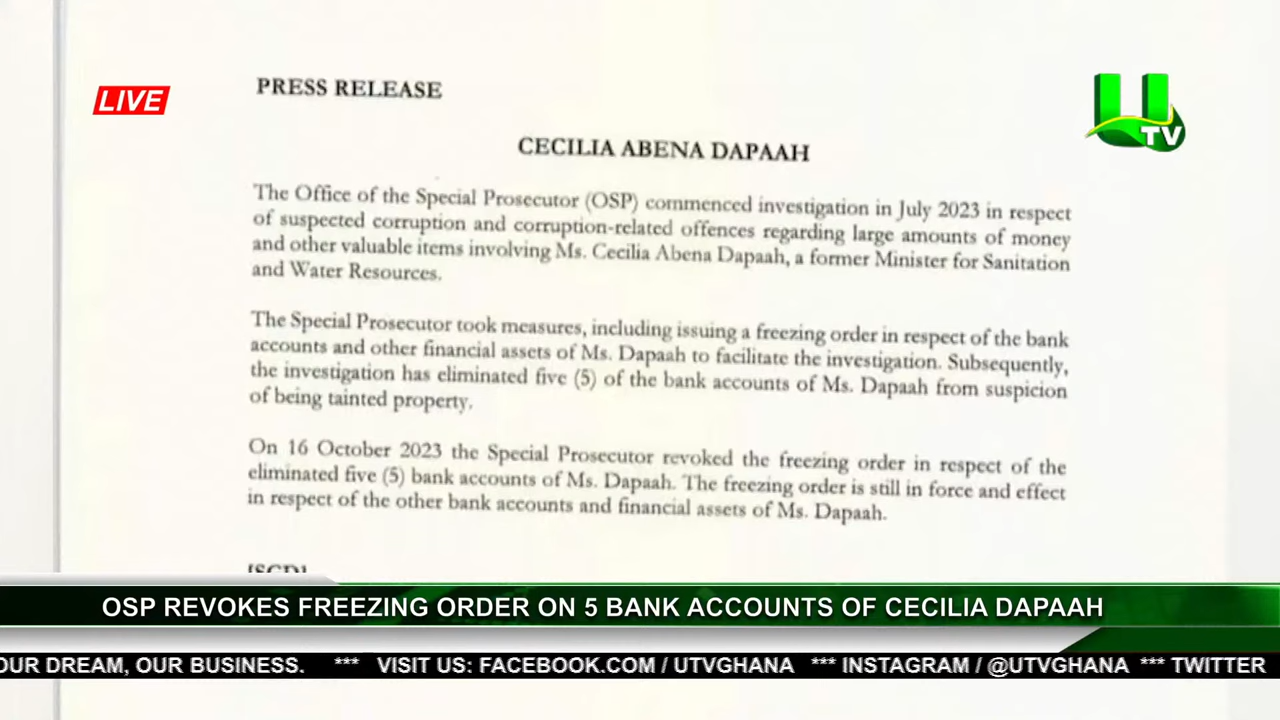 LIVE
U
TV
PRESS RELEASE
CECILIA ABENA DAPAAH
The Office of the Special Prosecutor (OSP) commenced investigation in July 2023 in respect
of suspected corruption and corruption-related offences regarding large amounts of money
and other valuable items involving Ms. Cecilia Abena Dapaah, a former Minister for Sanitation
and Water Resources.
The Special Prosecutor took measures, including issuing a freezing order in respect of the bank
accounts and other financial assets of Ms. Dapaah to facilitate the investigation. Subsequently,
the investigation has eliminated five (5) of the bank accounts of Ms. Dapaah from suspicion
of being tainted property.
On 16 October 2023 the Special Prosecutor revoked the freezing order in respect of the
eliminated five (5) bank accounts of Ms. Dapaah. The freezing order is still in force and effect
in respect of the other bank accounts and financial assets of Ms. Dapaah.
[SGD]
OSP REVOKES FREEZING ORDER ON 5 BANK ACCOUNTS OF CECILIA DAPAAH
OUR DREAM, OUR BUSINESS. *** VISIT US: FACEBOOK.COM / UTVGHANA *** INSTAGRAM / @UTVGHANA *** TWITTER